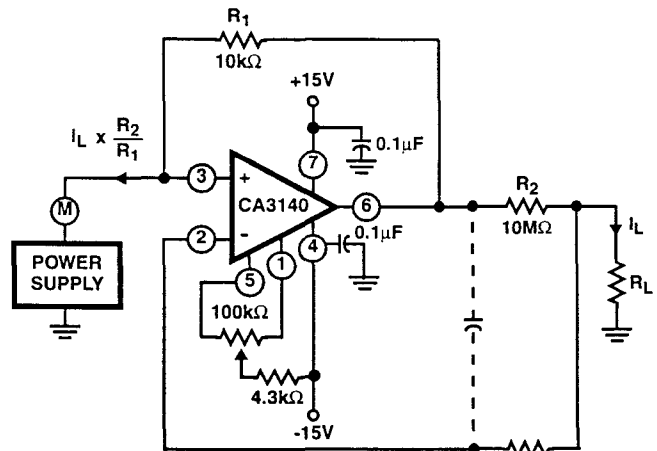 R1
10kΩ
+15V
0.1μF
IL x R2/R1
3
+
7
CA3140
6
R2
10MΩ
IL
RL
M
2
-
4
0.1μF
5
1
POWER
SUPPLY
100kΩ
4.3kΩ
-15V